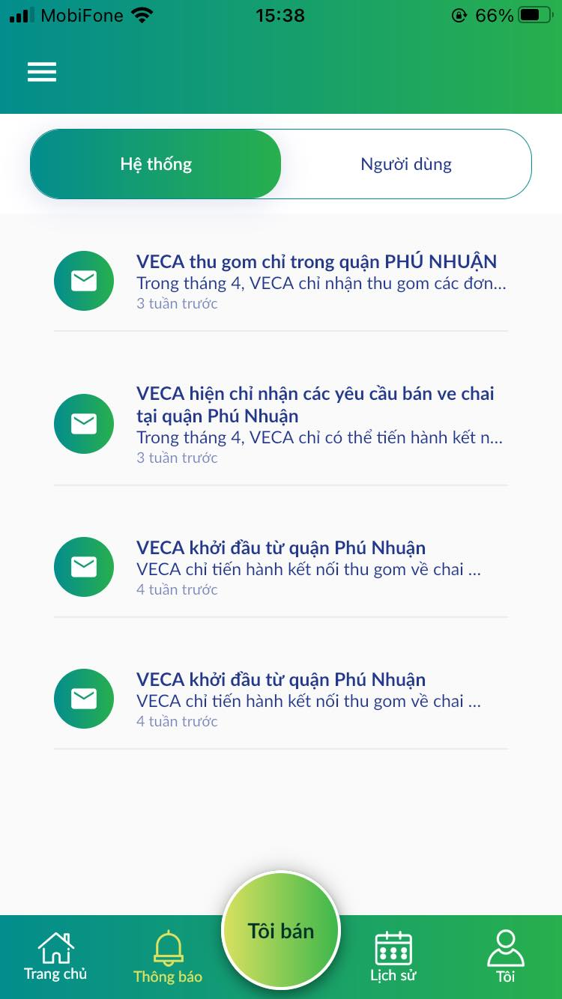 MobiFone 15:38 66%
Hệ thống Người dùng
VECA thu gom chỉ trong quận PHÚ NHUẬN
Trong tháng 4, VECA chỉ nhận thu gom các đơn...
3 tuần trước
VECA hiện chỉ nhận các yêu cầu bán ve chai
tại quận Phú Nhuận
Trong tháng 4, VECA chỉ có thể tiến hành kết n...
3 tuần trước
VECA khởi đầu từ quận Phú Nhuận
VECA chỉ tiến hành kết nối thu gom về chai ...
4 tuần trước
VECA khởi đầu từ quận Phú Nhuận
VECA chỉ tiến hành kết nối thu gom về chai ...
4 tuần trước
Trang chủ Thông báo Tôi bán Lịch sử Tôi